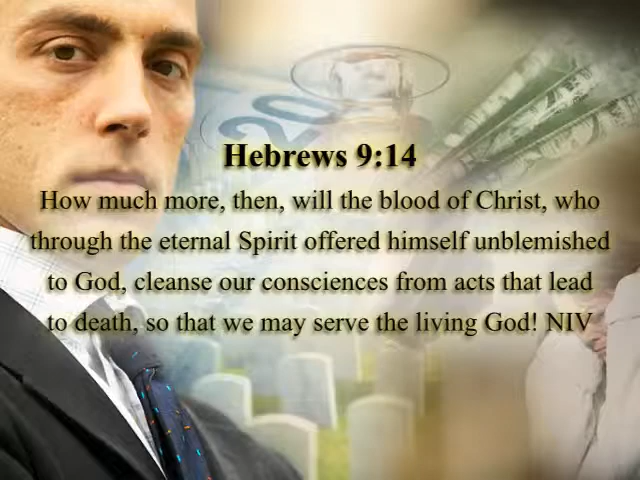 20
Hebrews 9:14
How much more, then, will the blood of Christ, who
through the eternal Spirit offered himself unblemished
to God, cleanse our consciences from acts that lead
to death, so that we may serve the living God! NIV